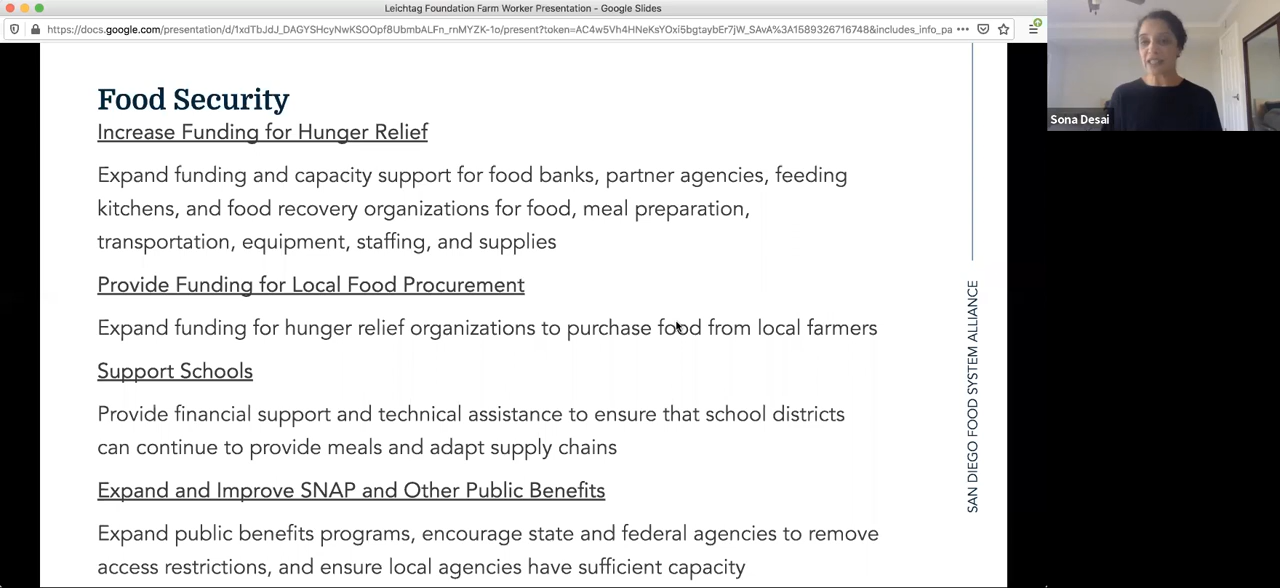 Leichtag Foundation Farm Worker Presentation - Google Slides
https://docs.google.com/presentation/d/1xdTbJdJ_DAGYSHcyNwKSOOpf8UbmbALFn_rnMYZK-1o/present?token=AC4w5Vh4HNeKsYOxi5bgtaybEr7jW_SAvA%3A1589326716748&includes_info_pa
Sona Desai
Food Security
Increase Funding for Hunger Relief
Expand funding and capacity support for food banks, partner agencies, feeding
kitchens, and food recovery organizations for food, meal preparation,
transportation, equipment, staffing, and supplies
Provide Funding for Local Food Procurement
Expand funding for hunger relief organizations to purchase food from local farmers
Support Schools
Provide financial support and technical assistance to ensure that school districts
can continue to provide meals and adapt supply chains
Expand and Improve SNAP and Other Public Benefits
Expand public benefits programs, encourage state and federal agencies to remove
access restrictions, and ensure local agencies have sufficient capacity
SAN DIEGO FOOD SYSTEM ALLIANCE